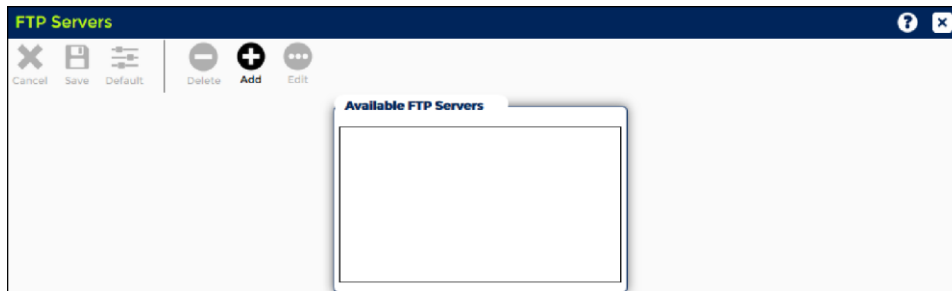 FTP Servers
Cancel Save Default Delete Add Edit
Available FTP Servers